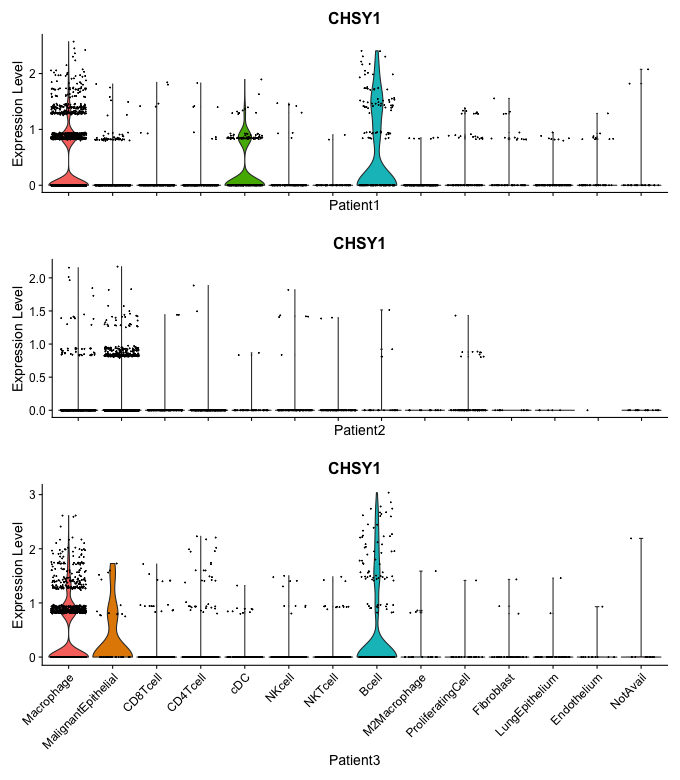 CHSY1
Expression Level
2
1
0
Patient1
CHSY1
Expression Level
2.0
1.5
1.0
0.5
0.0
Patient2
CHSY1
Expression Level
3
2
1
0
Macrophage
MalignantEpithelial
CD8Tcell
CD4Tcell
cDC
NKcell
NKTcell
Bcell
M2Macrophage
ProliferatingCell
Fibroblast
LungEpithelium
Endothelium
NotAvail
Patient3